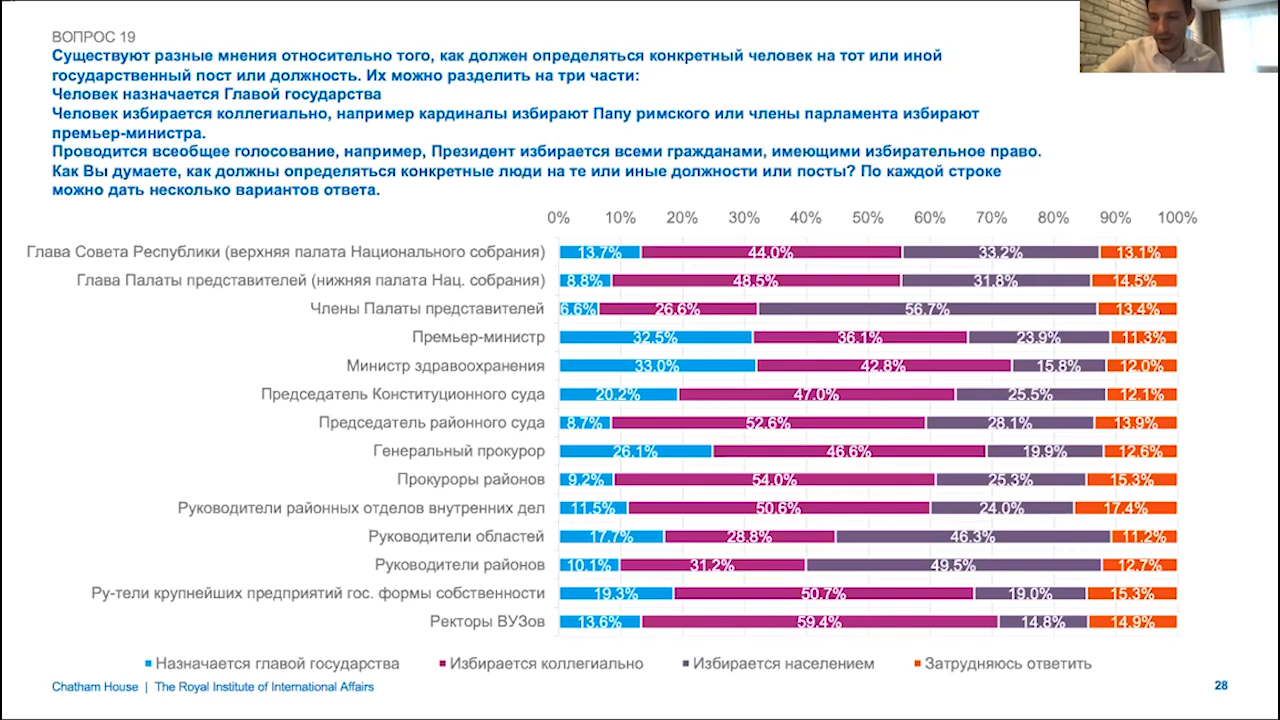 ВОПРОС 19
Существуют разные мнения относительно того, как должен определяться конкретный человек на тот или иной
государственный пост или должность. Их можно разделить на три части:
Человек назначается Главой государства
Человек избирается коллегиально, например кардиналы избирают Папу римского или члены парламента избирают
премьер-министра.
Проводится всеобщее голосование, например, Президент избирается всеми гражданами, имеющими избирательное право.
Как Вы думаете, как должны определяться конкретные люди на те или иные должности или посты? По каждой строке
можно дать несколько вариантов ответа.
0% 10% 20% 30% 40% 50% 60% 70% 80% 90% 100%
Глава Совета Республики (верхняя палата Национального собрания) 13.7% 44.0% 33.2% 13.1%
Глава Палаты представителей (нижняя палата Нац. собрания) 8.8% 48.5% 31.8% 14.5%
Члены Палаты представителей 6.6% 26.6% 56.7% 13.4%
Премьер-министр 32.5% 36.1% 23.9% 11.3%
Министр здравоохранения 33.0% 42.8% 15.8% 12.0%
Председатель Конституционного суда 20.2% 47.0% 25.5% 12.1%
Председатель районного суда 8.7% 52.6% 28.1% 13.9%
Генеральный прокурор 26.1% 46.6% 19.9% 12.6%
Прокуроры районов 9.2% 54.0% 25.3% 15.3%
Руководители районных отделов внутренних дел 11.5% 50.6% 24.0% 17.4%
Руководители областей 17.7% 28.8% 46.3% 11.2%
Руководители районов 10.1% 31.2% 49.5% 12.7%
Ру-тели крупнейших предприятий гос. формы собственности 19.3% 50.7% 19.0% 15.3%
Ректоры ВУЗов 13.6% 59.4% 14.8% 14.9%
Назначается главой государства Избирается коллегиально Избирается населением Затрудняюсь ответить
Chatham House | The Royal Institute of International Affairs 28